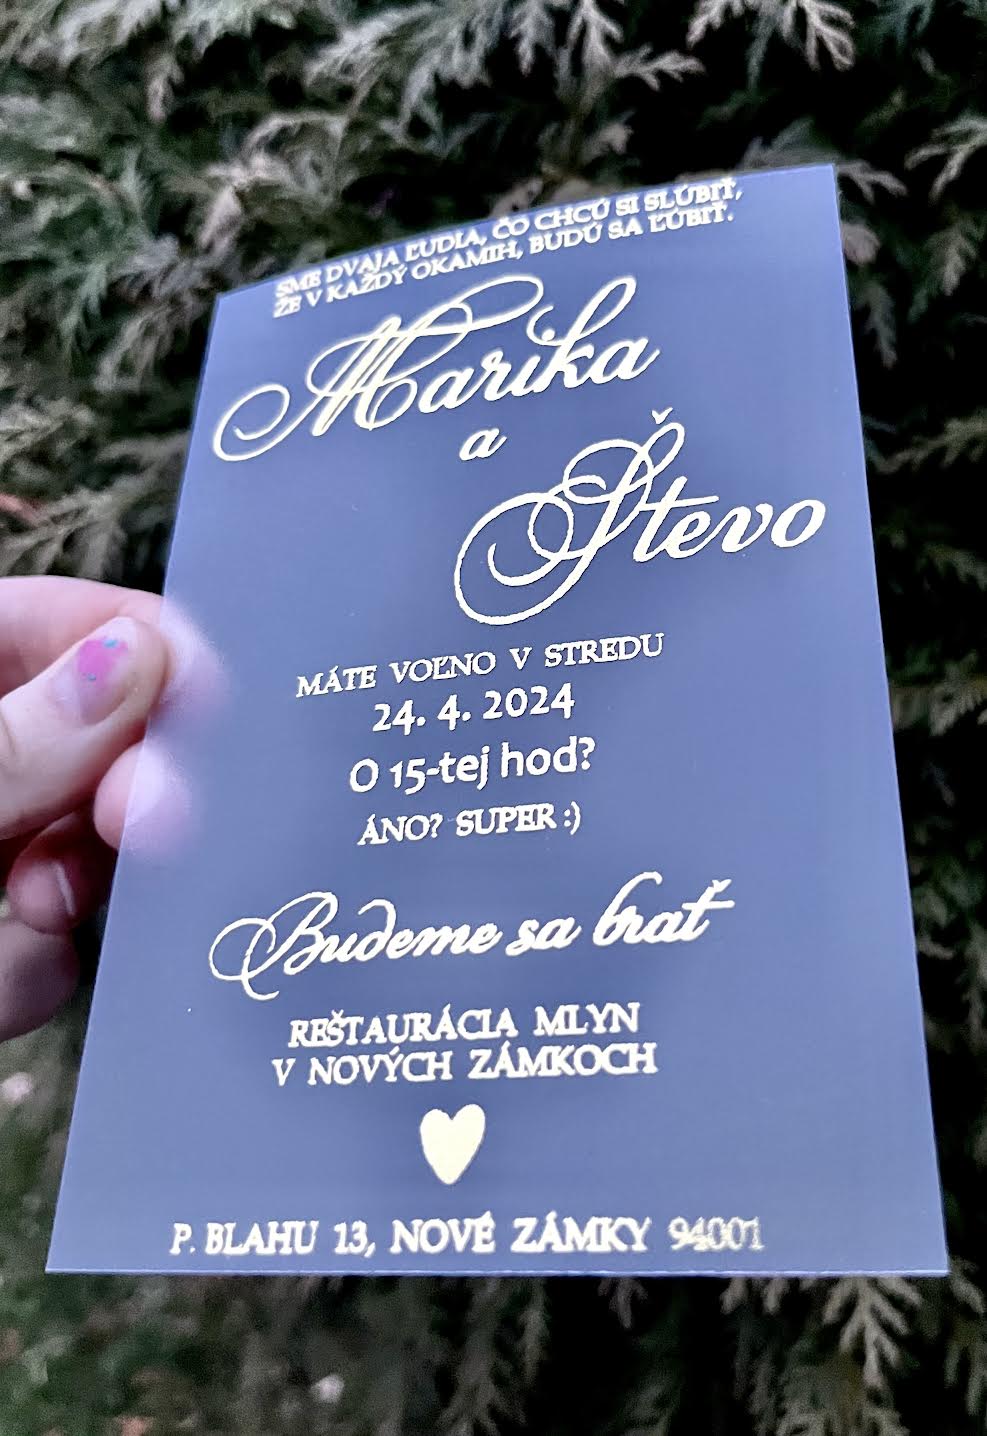 SME DVAJA ĽUDIA, ČO CHCÚ SI SĽÚBIŤ,
ŽE V KAŽDÝ OKAMIH, BUDÚ SA ĽÚBIŤ.
Marika
a
Števo
MÁTE VOĽNO V STREDU
24. 4. 2024
O 15-tej hod?
ÁNO? SUPER :)
Budeme sa brať
REŠTAURÁCIA MLYN
V NOVÝCH ZÁMKOCH
P. BLAHU 13, NOVÉ ZÁMKY 94001